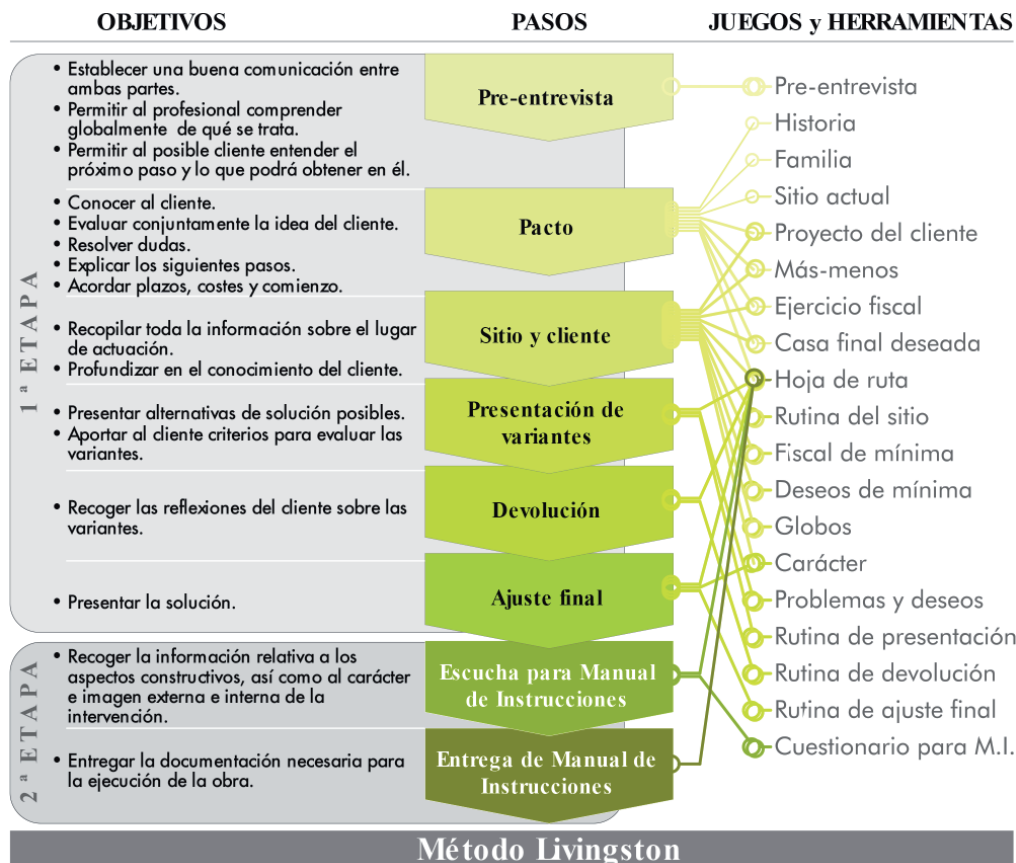 OBJETIVOS
PASOS
JUEGOS y HERRAMIENTAS
1ª ETAPA
• Establecer una buena comunicación entre
ambas partes.
• Permitir al profesional comprender
globalmente de qué se trata.
• Permitir al posible cliente entender el
próximo paso y lo que podrá obtener en él.
Pre-entrevista
• Conocer al cliente.
• Evaluar conjuntamente la idea del cliente.
• Resolver dudas.
• Explicar los siguientes pasos.
• Acordar plazos, costes y comienzo.
Pacto
• Recopilar toda la información sobre el lugar
de actuación.
• Profundizar en el conocimiento del cliente.
Sitio y cliente
• Presentar alternativas de solución posibles.
• Aportar al cliente criterios para evaluar las
variantes.
Presentación de
variantes
• Recoger las reflexiones del cliente sobre las
variantes.
Devolución
• Presentar la solución.
Ajuste final
2ª ETAPA
• Recoger la información relativa a los
aspectos constructivos, así como al carácter
e imagen externa e interna de la
intervención.
Escucha para Manual
de Instrucciones
• Entregar la documentación necesaria para
la ejecución de la obra.
Entrega de Manual de
Instrucciones
Pre-entrevista
Historia
Familia
Sitio actual
Proyecto del cliente
Más-menos
Ejercicio fiscal
Casa final deseada
Hoja de ruta
Rutina del sitio
Fiscal de mínima
Deseos de mínima
Globos
Carácter
Problemas y deseos
Rutina de presentación
Rutina de devolución
Rutina de ajuste final
Cuestionario para M.I.
Método Livingston